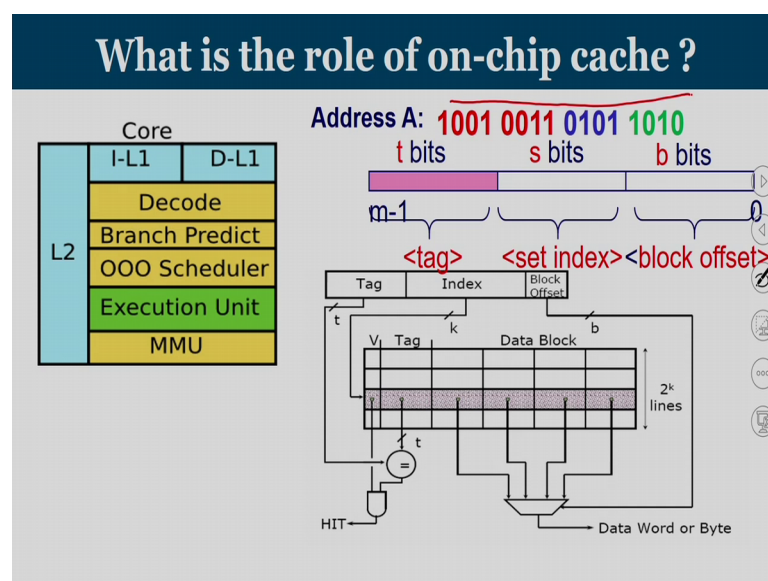 What is the role of on-chip cache ?
Core
I-L1 D-L1
L2
Decode
Branch Predict
OOO Scheduler
Execution Unit
MMU
Address A: 1001 0011 0101 1010
t bits s bits b bits
m-1 0
<tag> <set index> <block offset>
Tag Index Block
Offset
t k b
V Tag Data Block
2ᵏ
lines
t
=
HIT
Data Word or Byte